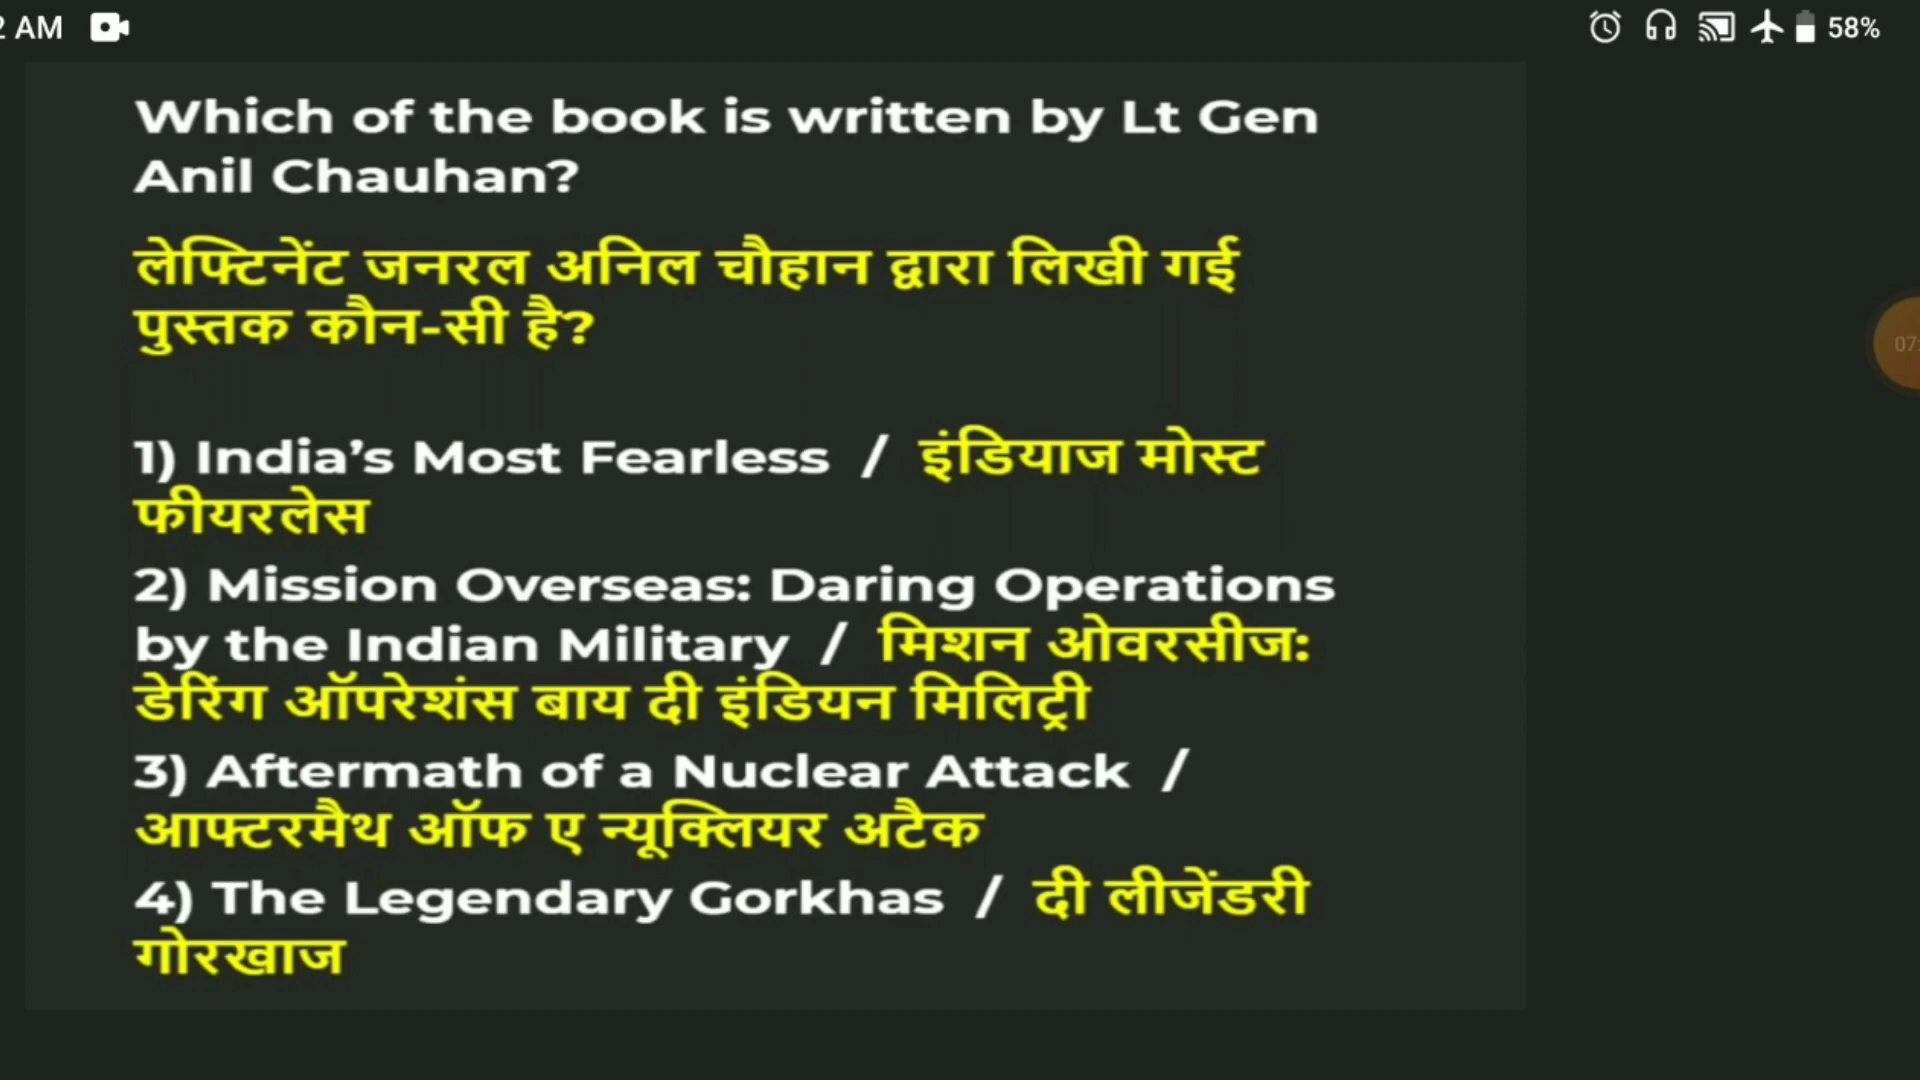 2 AM
58%
Which of the book is written by Lt Gen
Anil Chauhan?
लेफ्टिनेंट जनरल अनिल चौहान द्वारा लिखी गई
पुस्तक कौन-सी है?
07:
1) India’s Most Fearless / इंडियाज मोस्ट
फीयरलेस
2) Mission Overseas: Daring Operations
by the Indian Military / मिशन ओवरसीज:
डेरिंग ऑपरेशंस बाय दी इंडियन मिलिट्री
3) Aftermath of a Nuclear Attack /
आफ्टरमैथ ऑफ ए न्यूक्लियर अटैक
4) The Legendary Gorkhas / दी लीजेंडरी
गोरखाज